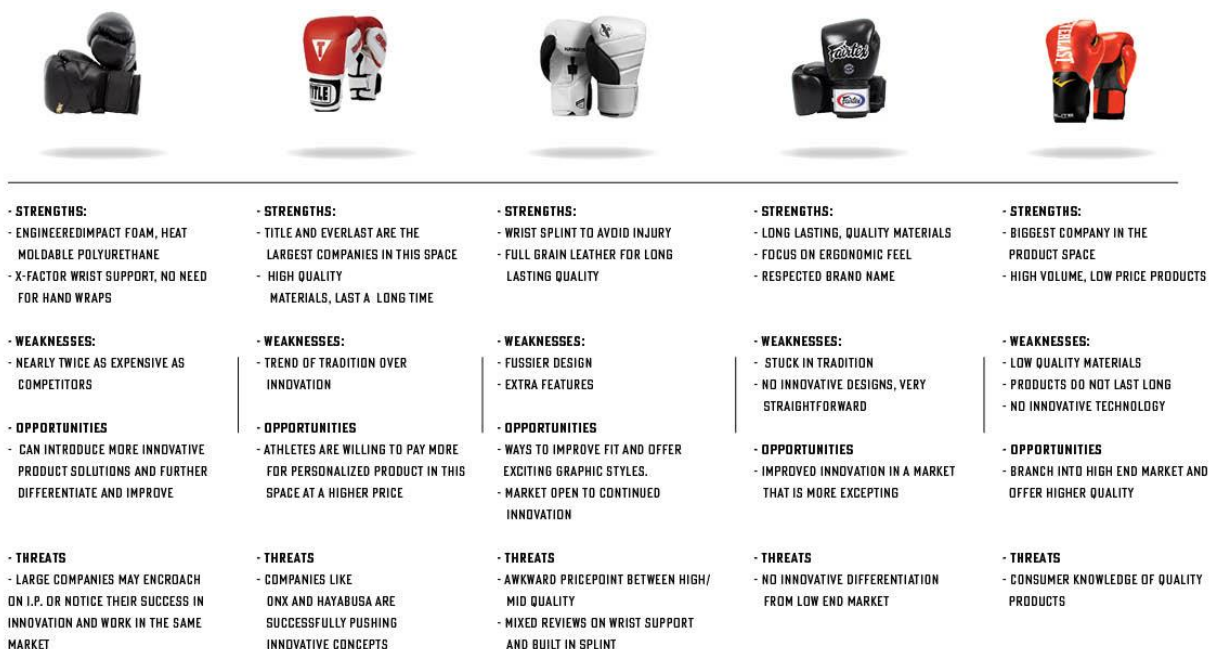 TITLE
Fairtex
Fairtex
EVERLAST
- STRENGTHS:
- ENGINEEREDIMPACT FOAM, HEAT
MOLDABLE POLYURETHANE
- X-FACTOR WRIST SUPPORT, NO NEED
FOR HAND WRAPS
- WEAKNESSES:
- NEARLY TWICE AS EXPENSIVE AS
COMPETITORS
- OPPORTUNITIES
- CAN INTRODUCE MORE INNOVATIVE
PRODUCT SOLUTIONS AND FURTHER
DIFFERENTIATE AND IMPROVE
- THREATS
- LARGE COMPANIES MAY ENCROACH
ON I.P. OR NOTICE THEIR SUCCESS IN
INNOVATION AND WORK IN THE SAME
MARKET
- STRENGTHS:
- TITLE AND EVERLAST ARE THE
LARGEST COMPANIES IN THIS SPACE
- HIGH QUALITY
MATERIALS, LAST A LONG TIME
- WEAKNESSES:
- TREND OF TRADITION OVER
INNOVATION
- OPPORTUNITIES
- ATHLETES ARE WILLING TO PAY MORE
FOR PERSONALIZED PRODUCT IN THIS
SPACE AT A HIGHER PRICE
- THREATS
- COMPANIES LIKE
ONX AND HAYABUSA ARE
SUCCESSFULLY PUSHING
INNOVATIVE CONCEPTS
- STRENGTHS:
- WRIST SPLINT TO AVOID INJURY
- FULL GRAIN LEATHER FOR LONG
LASTING QUALITY
- WEAKNESSES:
- FUSSIER DESIGN
- EXTRA FEATURES
- OPPORTUNITIES
- WAYS TO IMPROVE FIT AND OFFER
EXCITING GRAPHIC STYLES.
- MARKET OPEN TO CONTINUED
INNOVATION
- THREATS
- AWKWARD PRICEPOINT BETWEEN HIGH/
MID QUALITY
- MIXED REVIEWS ON WRIST SUPPORT
AND BUILT IN SPLINT
- STRENGTHS:
- LONG LASTING, QUALITY MATERIALS
- FOCUS ON ERGONOMIC FEEL
- RESPECTED BRAND NAME
- WEAKNESSES:
- STUCK IN TRADITION
- NO INNOVATIVE DESIGNS, VERY
STRAIGHTFORWARD
- OPPORTUNITIES
- IMPROVED INNOVATION IN A MARKET
THAT IS MORE EXCEPTING
- THREATS
- NO INNOVATIVE DIFFERENTIATION
FROM LOW END MARKET
- STRENGTHS:
- BIGGEST COMPANY IN THE
PRODUCT SPACE
- HIGH VOLUME, LOW PRICE PRODUCTS
- WEAKNESSES:
- LOW QUALITY MATERIALS
- PRODUCTS DO NOT LAST LONG
- NO INNOVATIVE TECHNOLOGY
- OPPORTUNITIES
- BRANCH INTO HIGH END MARKET AND
OFFER HIGHER QUALITY
- THREATS
- CONSUMER KNOWLEDGE OF QUALITY
PRODUCTS